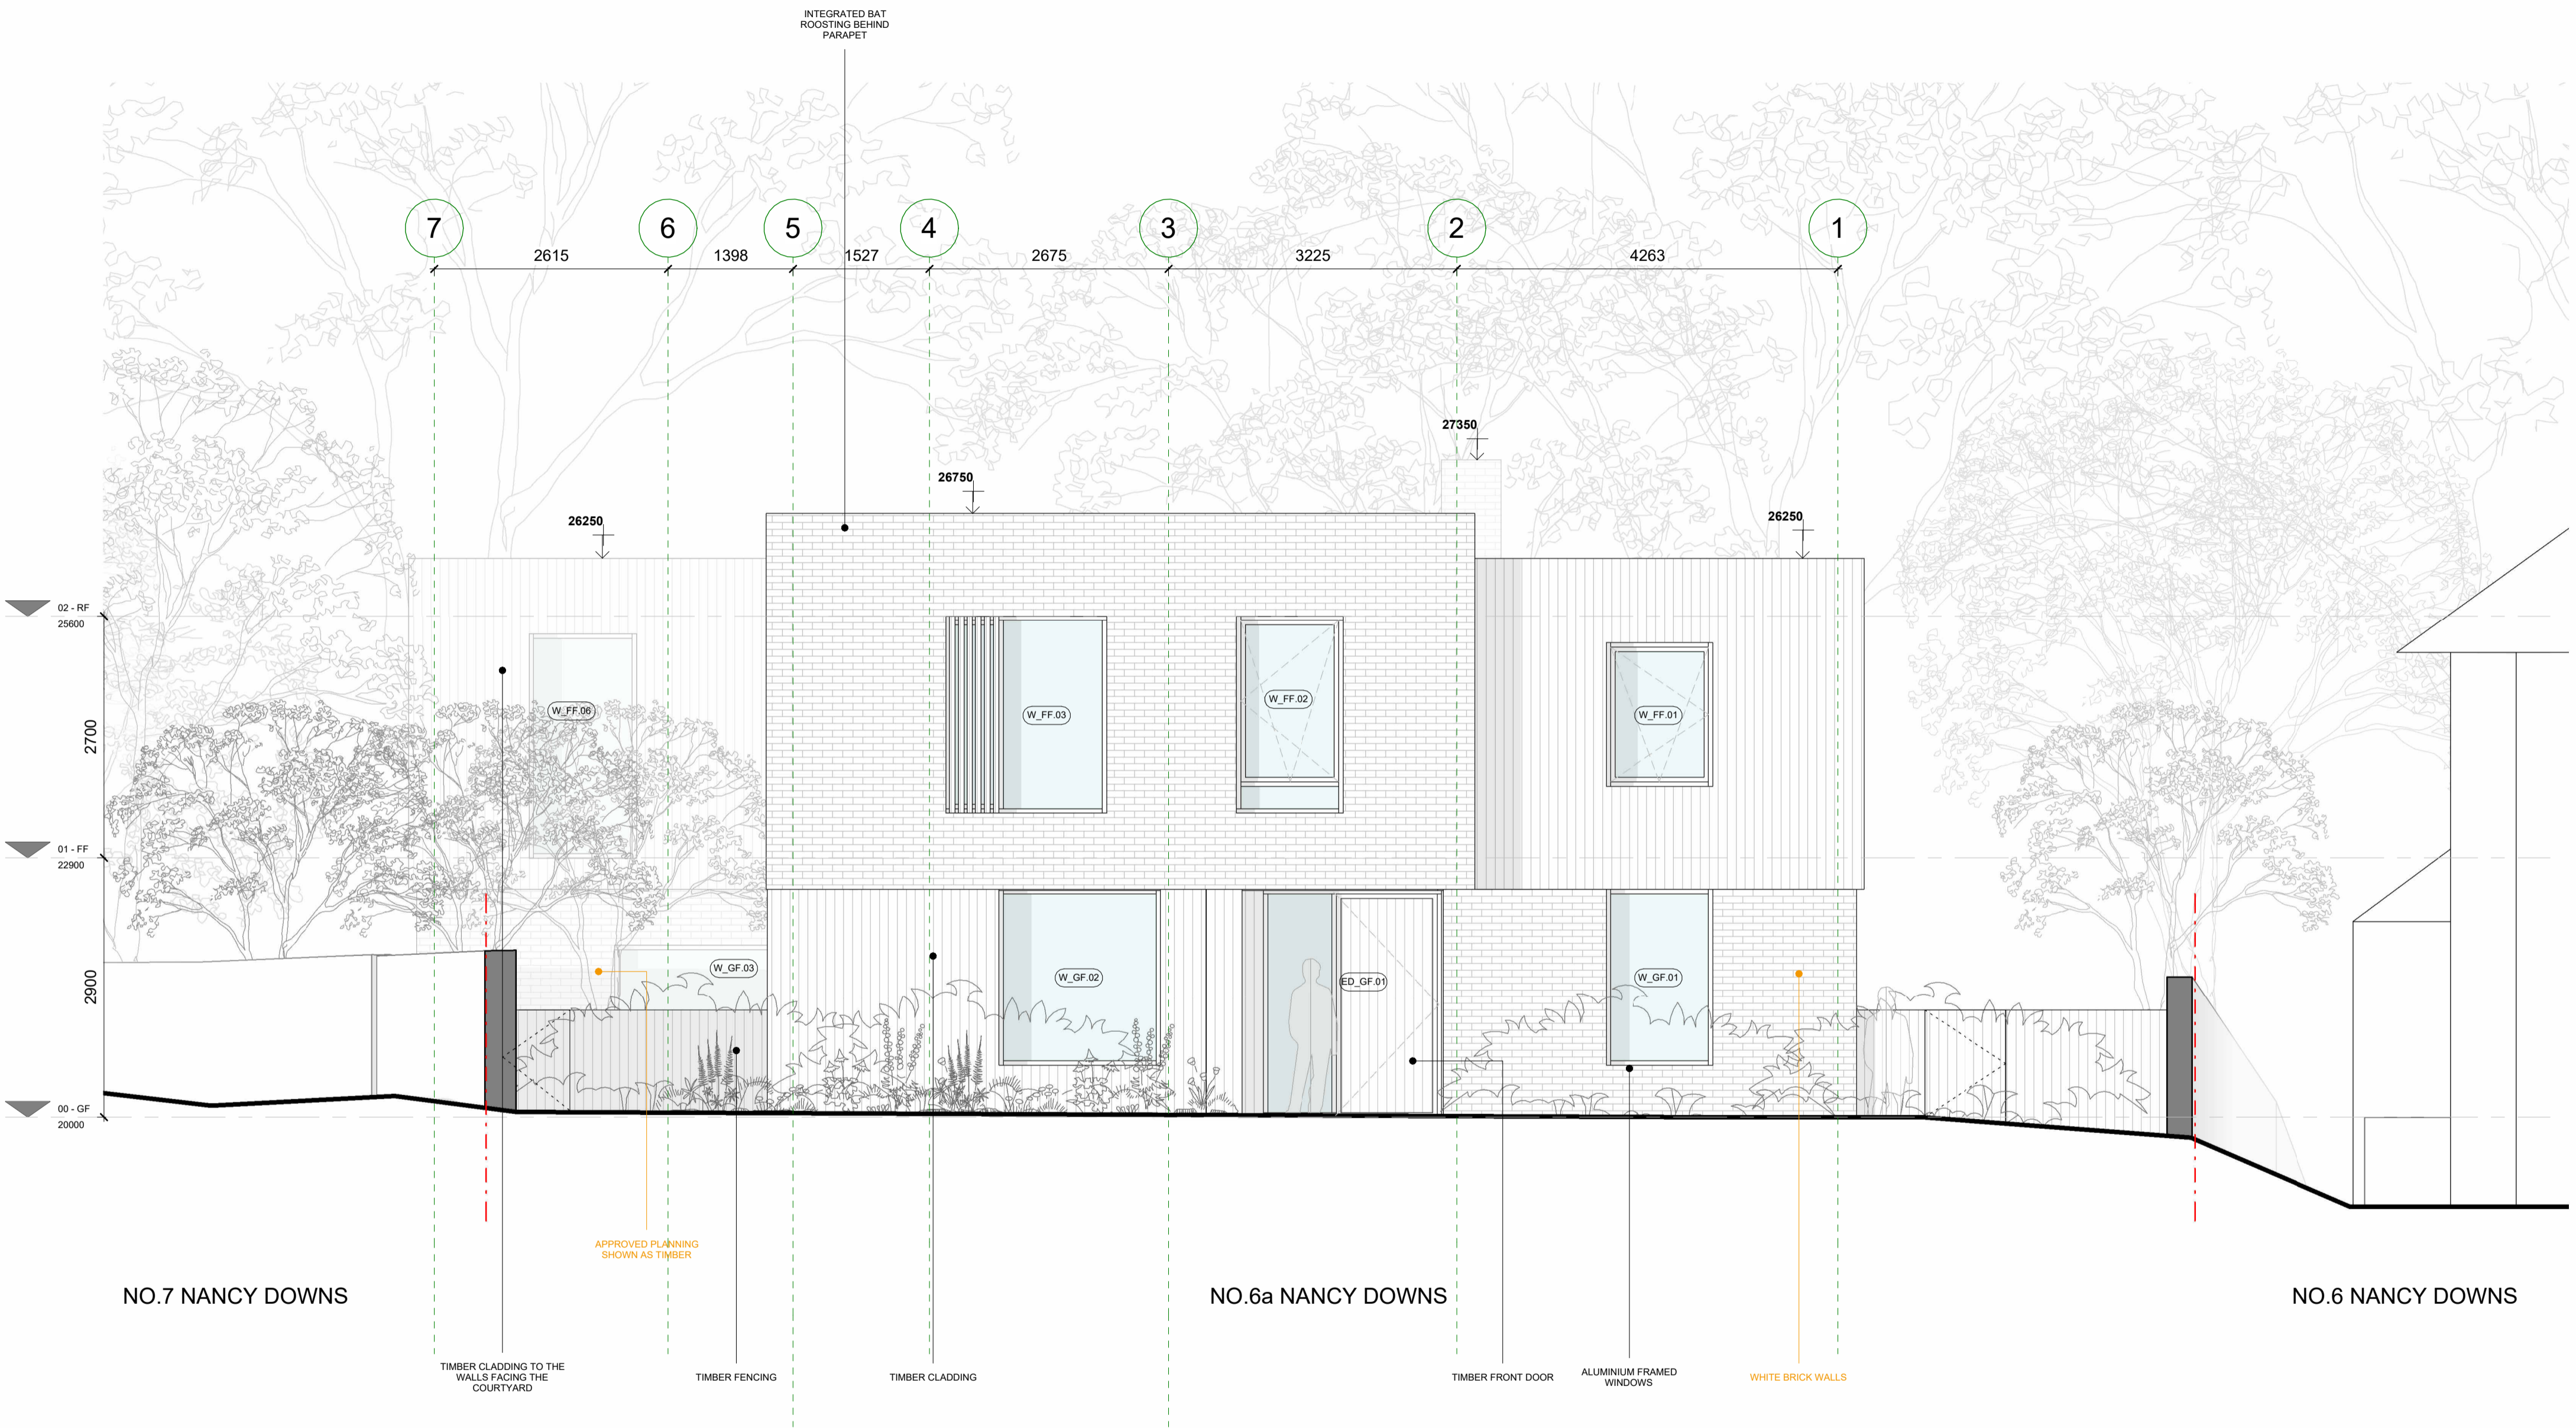 INTEGRATED BAT
ROOSTING BEHIND
PARAPET
7
6
5
4
3
2
1
2615
1398
1527
2675
3225
4263
27350
26750
26250
26250
02 - RF
25600
2700
W_FF.06
W_FF.03
W_FF.02
W_FF.01
01 - FF
22900
2900
W_GF.03
W_GF.02
ED_GF.01
W_GF.01
00 - GF
20000
APPROVED PLANNING
SHOWN AS TIMBER
NO.7 NANCY DOWNS
NO.6a NANCY DOWNS
NO.6 NANCY DOWNS
TIMBER CLADDING TO THE
WALLS FACING THE
COURTYARD
TIMBER FENCING
TIMBER CLADDING
TIMBER FRONT DOOR
ALUMINIUM FRAMED
WINDOWS
WHITE BRICK WALLS